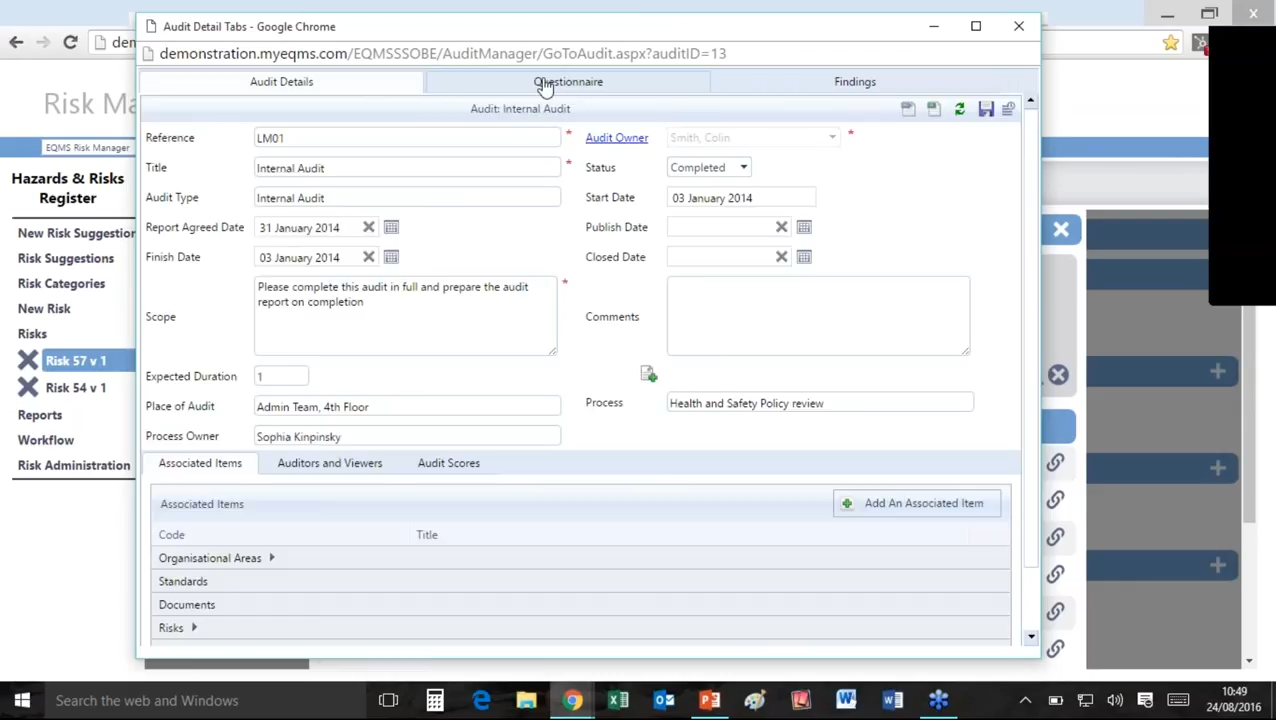 Audit Detail Tabs - Google Chrome
demonstration.myeqms.com/EQMSSSOBE/AuditManager/GoToAudit.aspx?auditID=13
dem
Audit Details
Questionnaire
Findings
Risk Ma
Audit: Internal Audit
EQMS Risk Manager
Hazards & Risks
Register
New Risk Suggestion
Risk Suggestions
Risk Categories
New Risk
Risks
Risk 57 v 1
Risk 54 v 1
Reports
Workflow
Risk Administration
Reference LM01 * Audit Owner Smith, Colin *
Title Internal Audit * Status Completed
Audit Type Internal Audit Start Date 03 January 2014
Report Agreed Date 31 January 2014 Publish Date
Finish Date 03 January 2014 Closed Date
Scope Please complete this audit in full and prepare the audit *
report on completion
Comments
Expected Duration 1
Place of Audit Admin Team, 4th Floor Process Health and Safety Policy review
Process Owner Sophia Kinpinsky
Associated Items Auditors and Viewers Audit Scores
Associated Items Add An Associated Item
Code Title
Organisational Areas
Standards
Documents
Risks
Search the web and Windows
10:49
24/08/2016